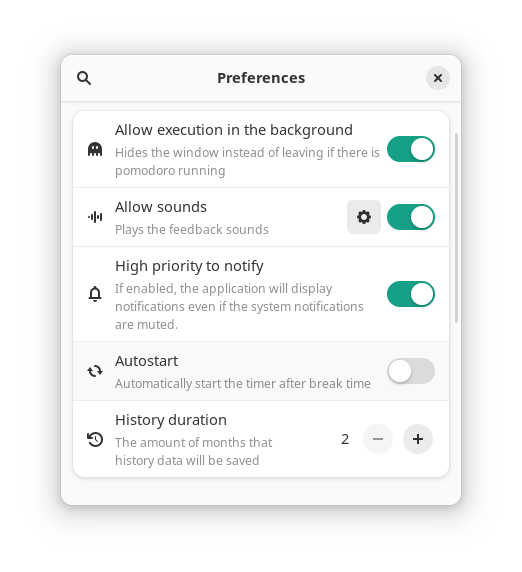 Preferences
Allow execution in the background
Hides the window instead of leaving if there is
pomodoro running
Allow sounds
Plays the feedback sounds
High priority to notify
If enabled, the application will display
notifications even if the system notifications
are muted.
Autostart
Automatically start the timer after break time
History duration
The amount of months that
history data will be saved
2